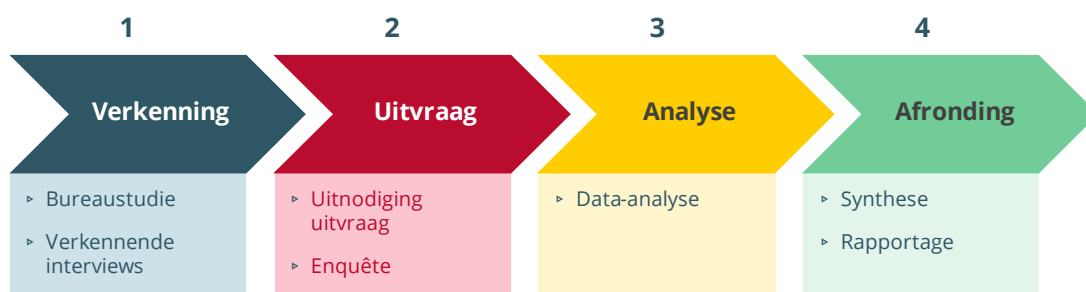 1
2
3
4
Verkenning
Uitvraag
Analyse
Afronding
▹ Bureaustudie
▹ Verkennende
interviews
▹ Uitnodiging
uitvraag
▹ Enquête
▹ Data-analyse
▹ Synthese
▹ Rapportage